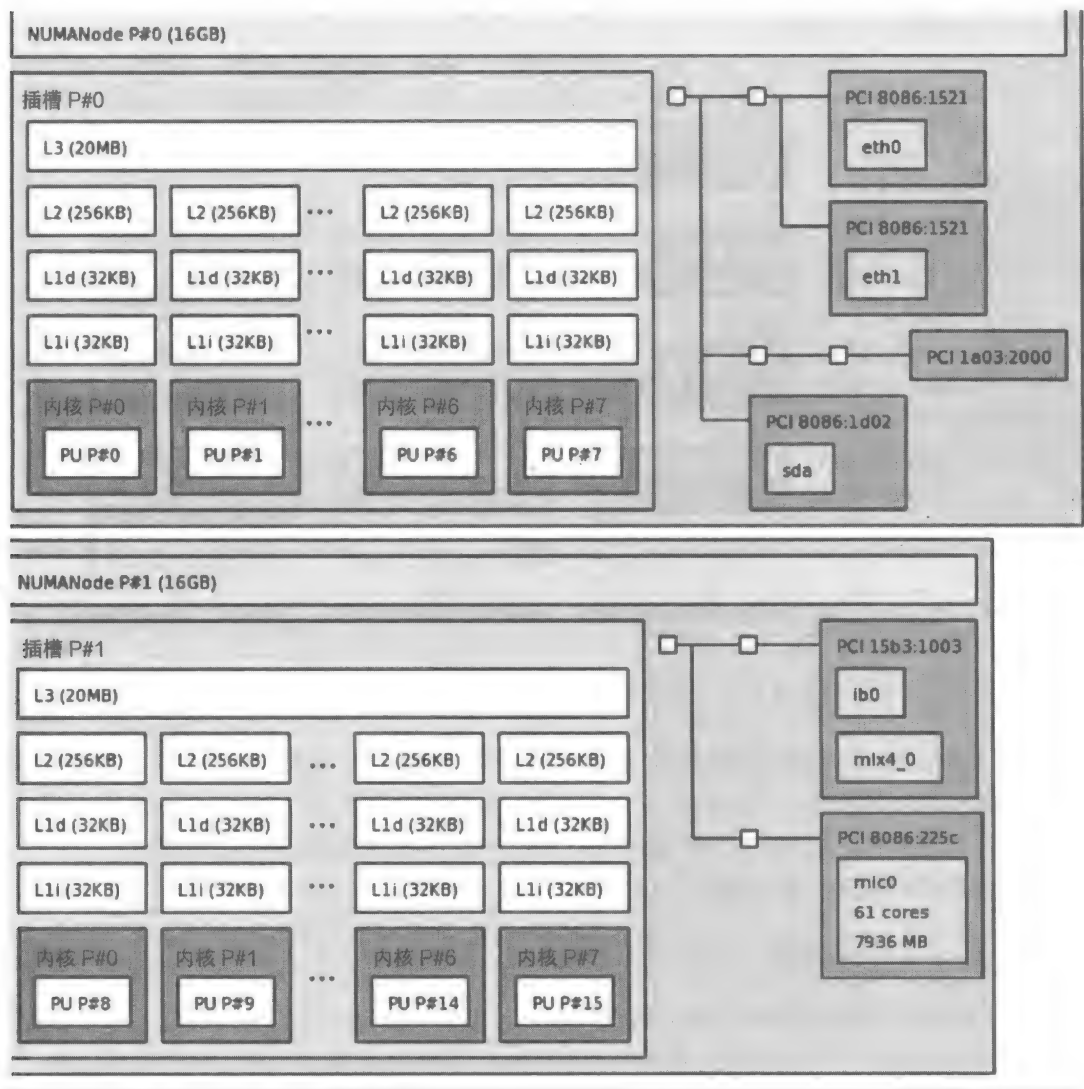 NUMANode P#0 (16GB)
插槽 P#0
L3 (20MB)
L2 (256KB) L2 (256KB) ... L2 (256KB) L2 (256KB)
L1d (32KB) L1d (32KB) ... L1d (32KB) L1d (32KB)
L1i (32KB) L1i (32KB) ... L1i (32KB) L1i (32KB)
内核 P#0 内核 P#1 ... 内核 P#6 内核 P#7
PU P#0 PU P#1 PU P#6 PU P#7
PCI 8086:1521
eth0
PCI 8086:1521
eth1
PCI 1a03:2000
PCI 8086:1d02
sda
NUMANode P#1 (16GB)
插槽 P#1
L3 (20MB)
L2 (256KB) L2 (256KB) ... L2 (256KB) L2 (256KB)
L1d (32KB) L1d (32KB) ... L1d (32KB) L1d (32KB)
L1i (32KB) L1i (32KB) ... L1i (32KB) L1i (32KB)
内核 P#0 内核 P#1 ... 内核 P#6 内核 P#7
PU P#8 PU P#9 PU P#14 PU P#15
PCI 15b3:1003
ib0
mlx4_0
PCI 8086:225c
mic0
61 cores
7936 MB